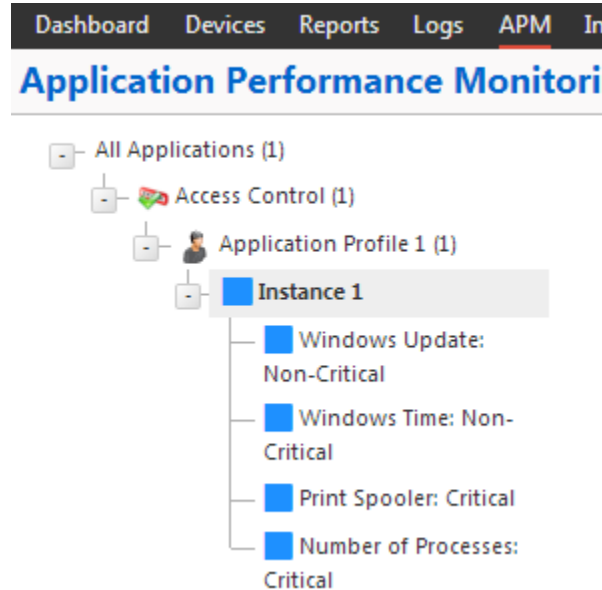 Dashboard Devices Reports Logs APM
Application Performance Monitori
All Applications (1)
Access Control (1)
Application Profile 1 (1)
Instance 1
Windows Update:
Non-Critical
Windows Time: Non-
Critical
Print Spooler: Critical
Number of Processes:
Critical